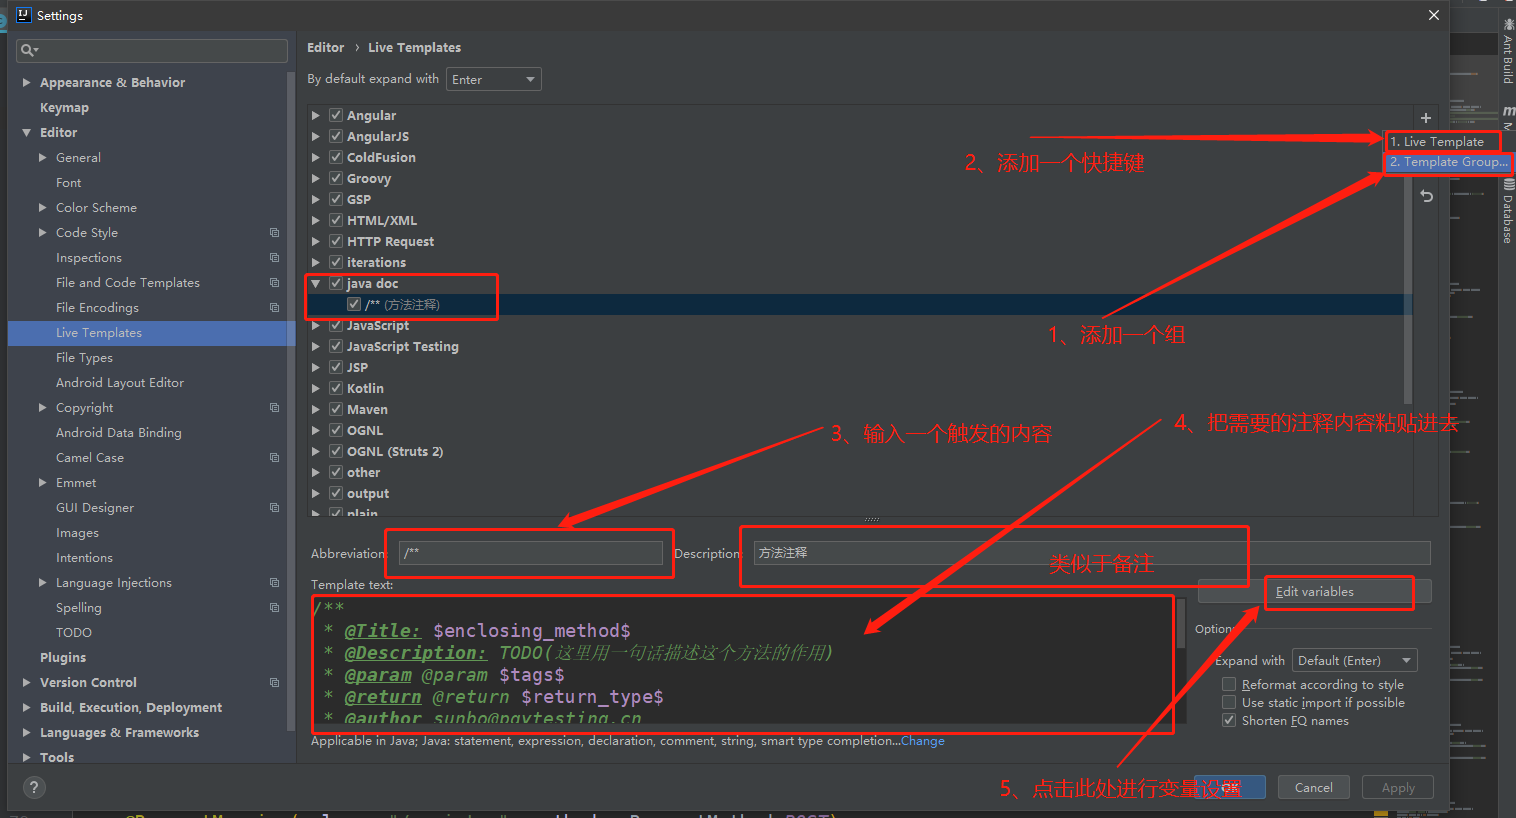 Settings
Editor › Live Templates
By default expand with Enter
Appearance & Behavior
Keymap
Editor
General
Font
Color Scheme
Code Style
Inspections
File and Code Templates
File Encodings
Live Templates
File Types
Android Layout Editor
Copyright
Android Data Binding
Camel Case
Emmet
GUI Designer
Images
Intentions
Language Injections
Spelling
TODO
Plugins
Version Control
Build, Execution, Deployment
Languages & Frameworks
Tools
Angular
AngularJS
ColdFusion
Groovy
GSP
HTML/XML
HTTP Request
iterations
java doc
/** (方法注释)
JavaScript
JavaScript Testing
JSP
Kotlin
Maven
OGNL
OGNL (Struts 2)
other
output
plain
1. Live Template
2. Template Group...
2、添加一个快捷键
1、添加一个组
3、输入一个触发的内容
4、把需要的注释内容粘贴进去
Abbreviation: /**
Description: 方法注释
类似于备注
Template text:
Edit variables
/**
* @Title: $enclosing_method$
* @Description: TODO(这里用一句话描述这个方法的作用)
* @param @param $tags$
* @return @return $return_type$
* @author sunbo@paytesting.cn
Options
Expand with Default (Enter)
Reformat according to style
Use static import if possible
Shorten FQ names
Applicable in Java; Java: statement, expression, declaration, comment, string, smart type completion...Change
5、点击此处进行变量设置
OK
Cancel
Apply
?
Ant Build
Database